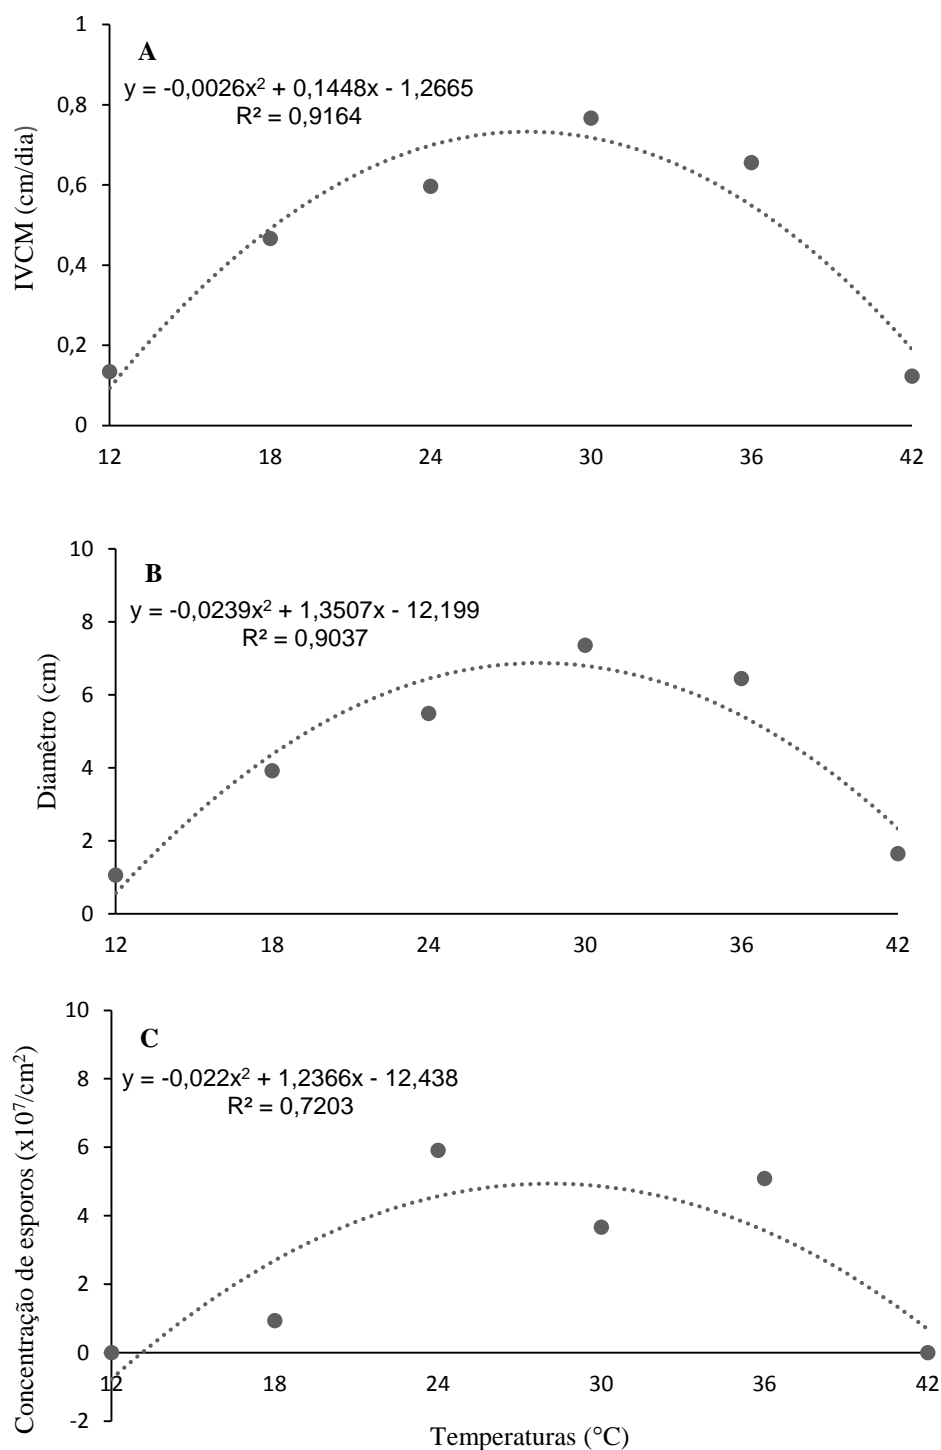 A
y = -0,0026x² + 0,1448x - 1,2665
R² = 0,9164
IVCM (cm/dia)
1
0,8
0,6
0,4
0,2
0
12 18 24 30 36 42
B
y = -0,0239x² + 1,3507x - 12,199
R² = 0,9037
Diamêtro (cm)
10
8
6
4
2
0
12 18 24 30 36 42
C
y = -0,022x² + 1,2366x - 12,438
R² = 0,7203
Concentração de esporos (x10⁷/cm²)
10
8
6
4
2
0
-2
12 18 24 30 36 42
Temperaturas (°C)